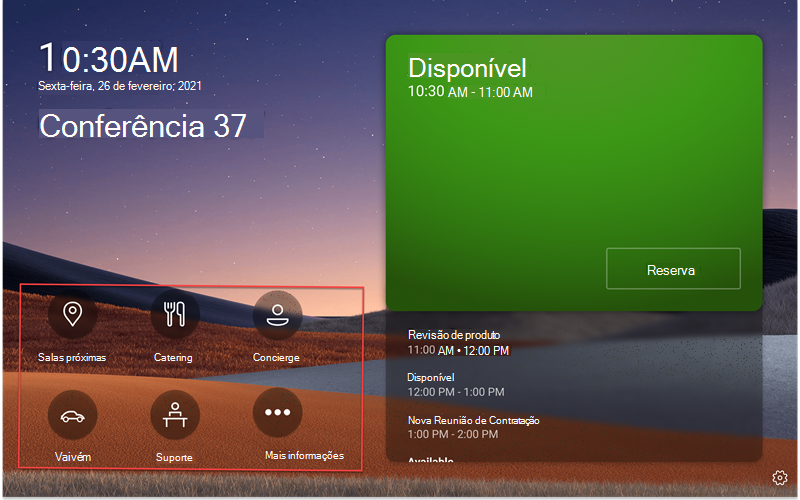 10:30AM
Sexta-feira, 26 de fevereiro; 2021
Conferência 37
Disponível
10:30 AM - 11:00 AM
Reserva
Salas próximas
Catering
Concierge
Vaivém
Suporte
Mais informações
Revisão de produto
11:00 AM • 12:00 PM
Disponível
12:00 PM - 1:00 PM
Nova Reunião de Contratação
1:00 PM - 2:00 PM
Available